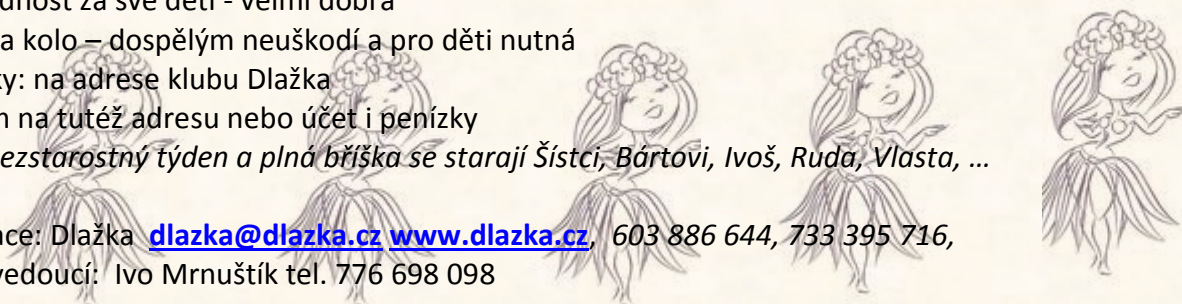 dnost za své děti - velmi dobrá
a kolo – dospělým neuškodí a pro děti nutná
ky: na adrese klubu Dlažka
n na tutéž adresu nebo účet i penízky
ezstarostný týden a plná bříška se starají Šístci, Bártovi, Ivoš, Ruda, Vlasta, …
ace: Dlažka dlazka@dlazka.cz www.dlazka.cz, 603 886 644, 733 395 716,
vedoucí: Ivo Mrnuštík tel. 776 698 098